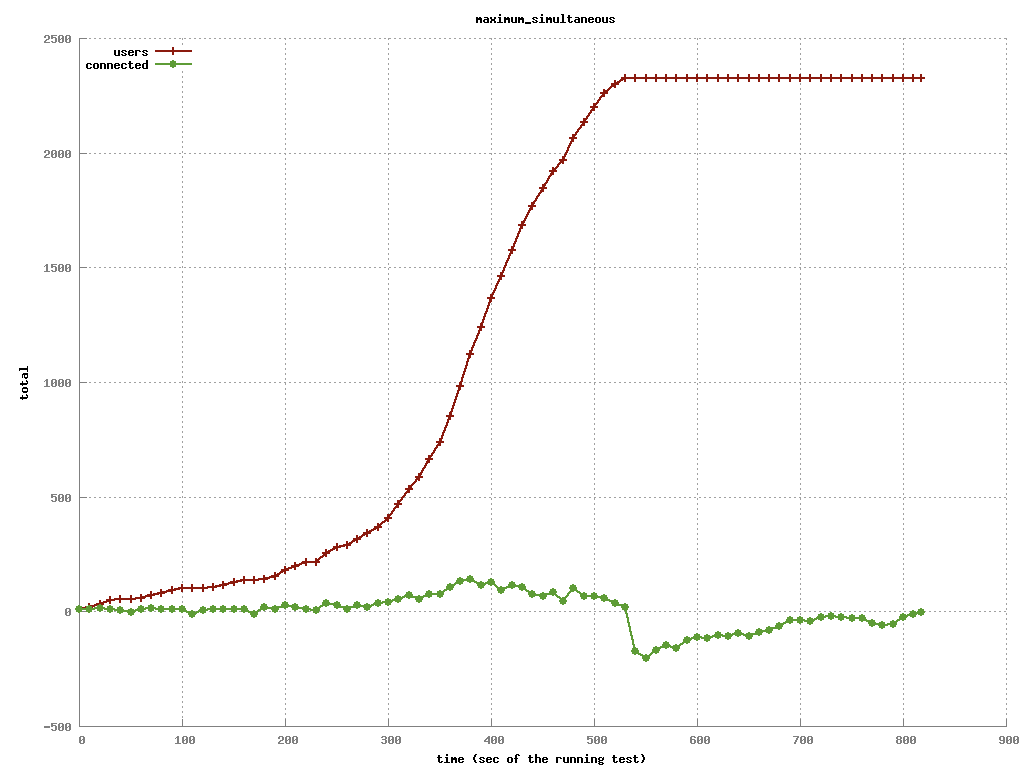 maximum_simultaneous
users
connected
2500
2000
1500
1000
500
0
-500
total
0 100 200 300 400 500 600 700 800 900
time (sec of the running test)